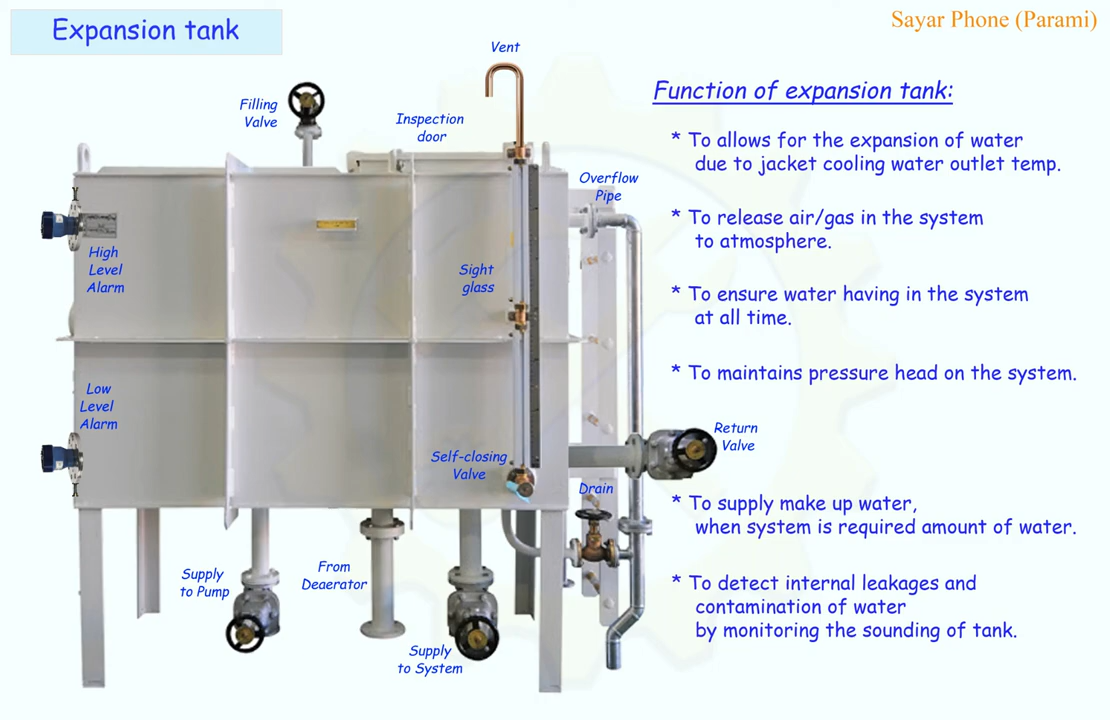 Expansion tank
Sayar Phone (Parami)
Vent
Filling
Valve
Inspection
door
Overflow
Pipe
High
Level
Alarm
Sight
glass
Low
Level
Alarm
Self-closing
Valve
Return
Valve
Drain
Supply
to Pump
From
Deaerator
Supply
to System
Function of expansion tank:
* To allows for the expansion of water
due to jacket cooling water outlet temp.
* To release air/gas in the system
to atmosphere.
* To ensure water having in the system
at all time.
* To maintains pressure head on the system.
* To supply make up water,
when system is required amount of water.
* To detect internal leakages and
contamination of water
by monitoring the sounding of tank.